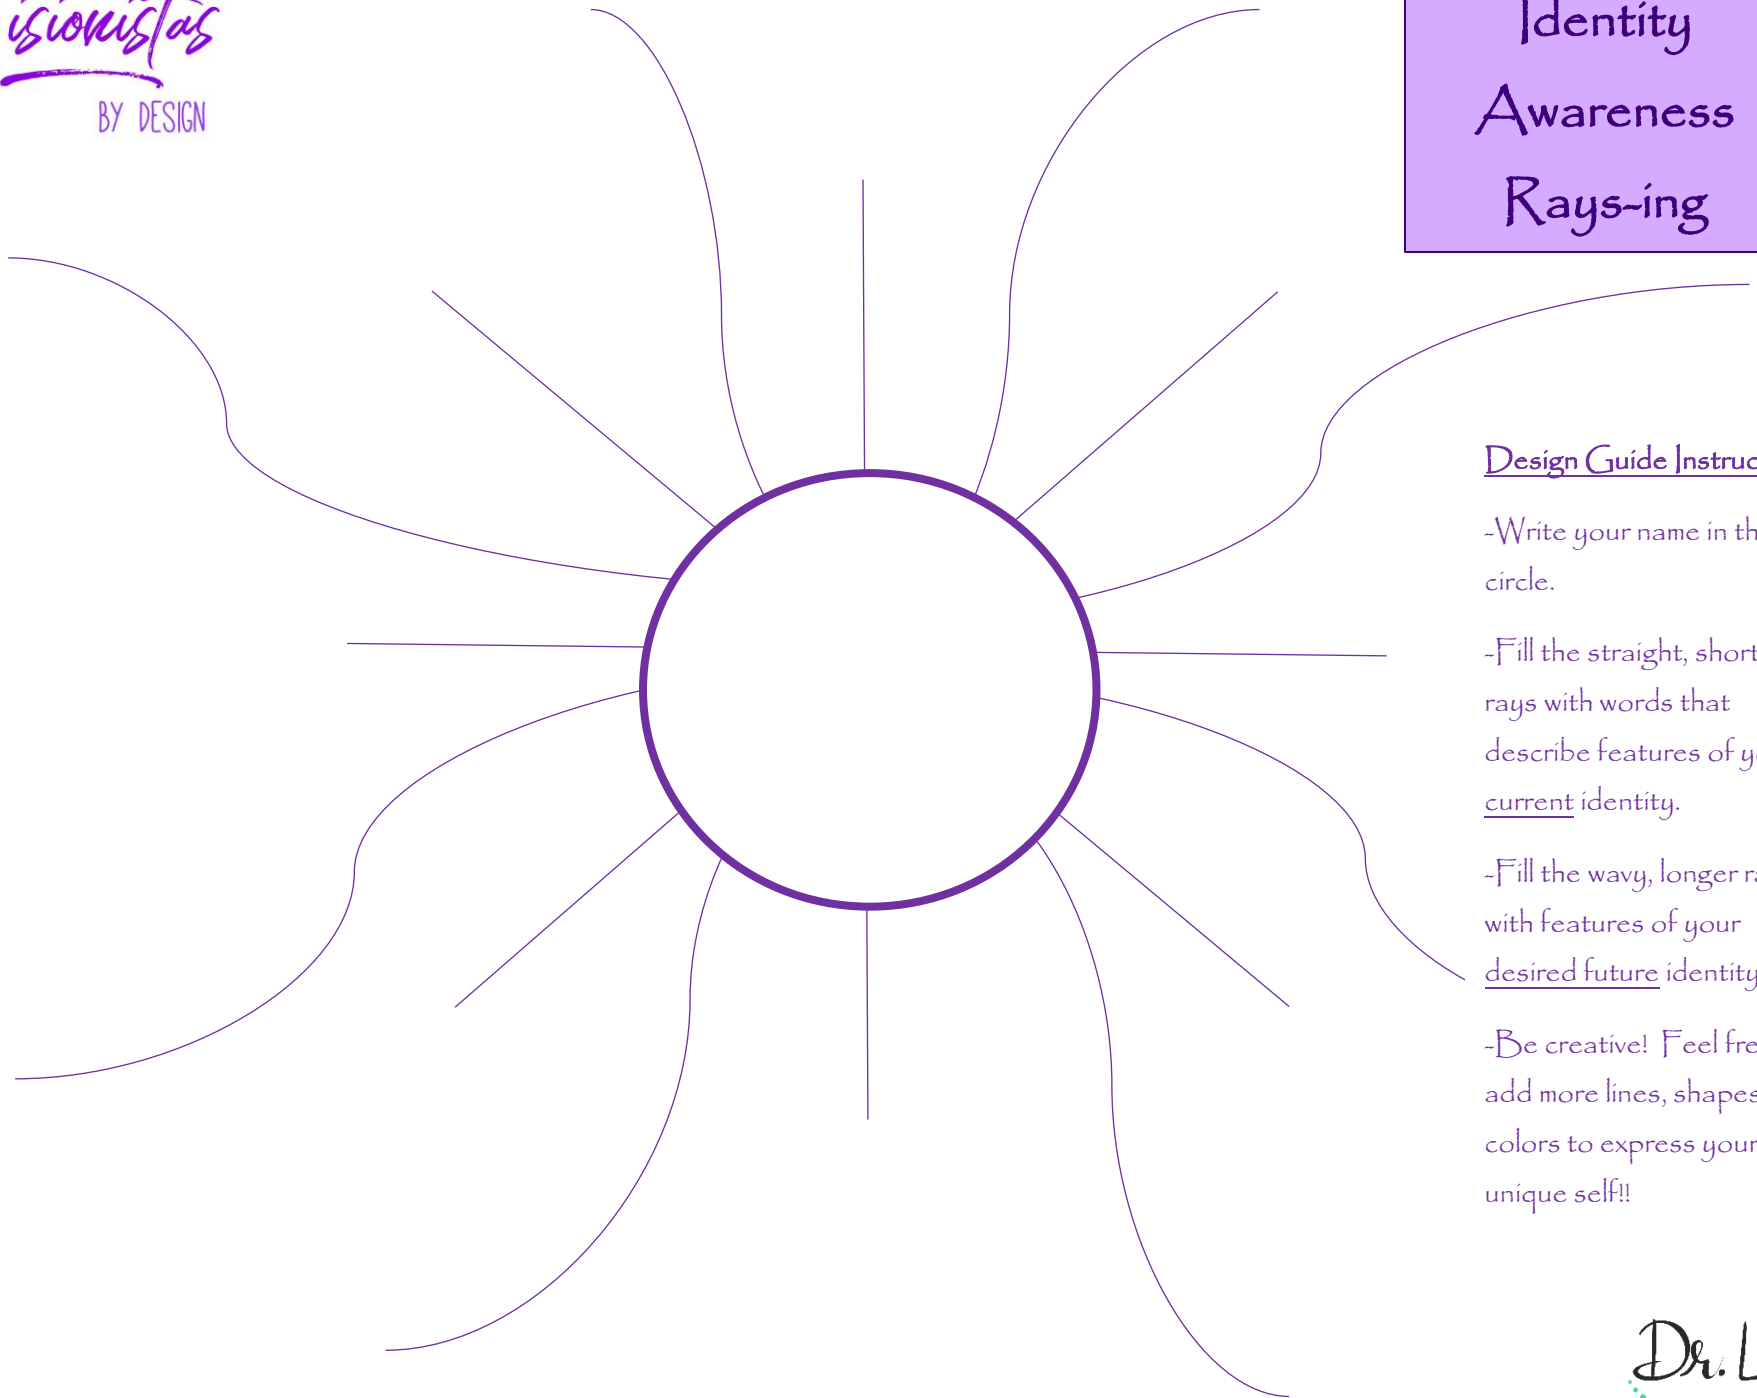 isionistas
BY DESIGN
Identity
Awareness
Rays-ing
Design Guide Instruc
-Write your name in th
circle.
-Fill the straight, short
rays with words that
describe features of y
current identity.
-Fill the wavy, longer ra
with features of your
desired future identity
-Be creative!  Feel fre
add more lines, shapes
colors to express your
unique self!!
Dr. L